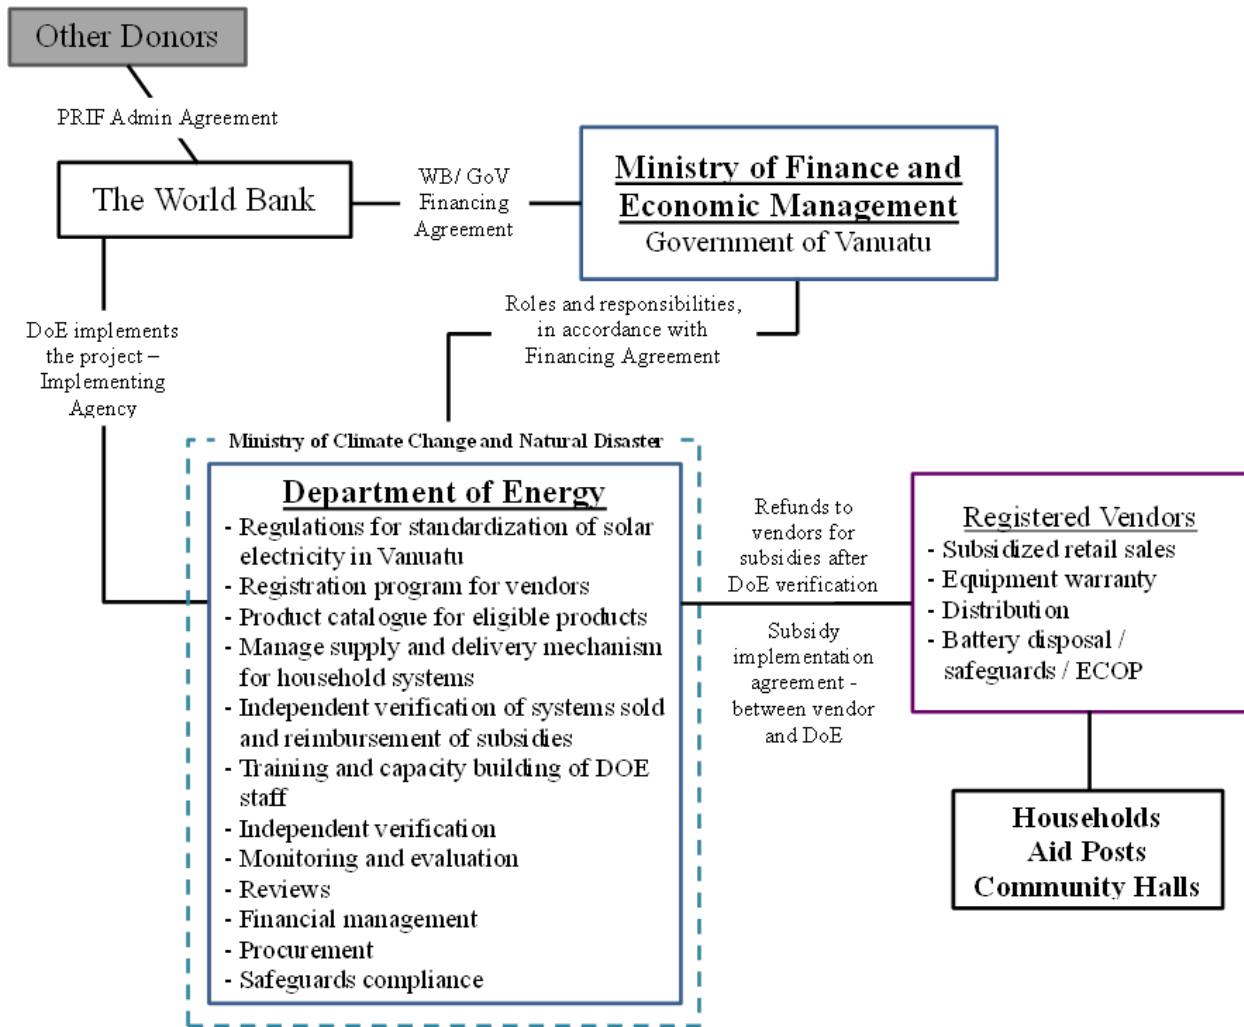 Other Donors
PRIF Admin Agreement
The World Bank
WB/ GoV
Financing
Agreement
Ministry of Finance and
Economic Management
Government of Vanuatu
Roles and responsibilities,
in accordance with
Financing Agreement
DoE implements
the project –
Implementing
Agency
Ministry of Climate Change and Natural Disaster
Department of Energy
- Regulations for standardization of solar
electricity in Vanuatu
- Registration program for vendors
- Product catalogue for eligible products
- Manage supply and delivery mechanism
for household systems
- Independent verification of systems sold
and reimbursement of subsidies
- Training and capacity building of DOE
staff
- Independent verification
- Monitoring and evaluation
- Reviews
- Financial management
- Procurement
- Safeguards compliance
Refunds to
vendors for
subsidies after
DoE verification
Subsidy
implementation
agreement -
between vendor
and DoE
Registered Vendors
- Subsidized retail sales
- Equipment warranty
- Distribution
- Battery disposal /
safeguards / ECOP
Households
Aid Posts
Community Halls